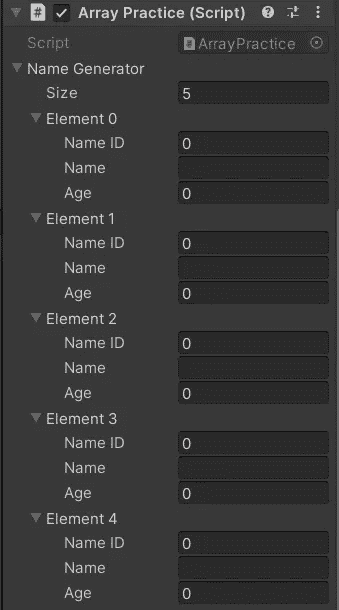 # Array Practice (Script)
Script # ArrayPractice
Name Generator
Size 5
Element 0
Name ID 0
Name
Age 0
Element 1
Name ID 0
Name
Age 0
Element 2
Name ID 0
Name
Age 0
Element 3
Name ID 0
Name
Age 0
Element 4
Name ID 0
Name
Age 0